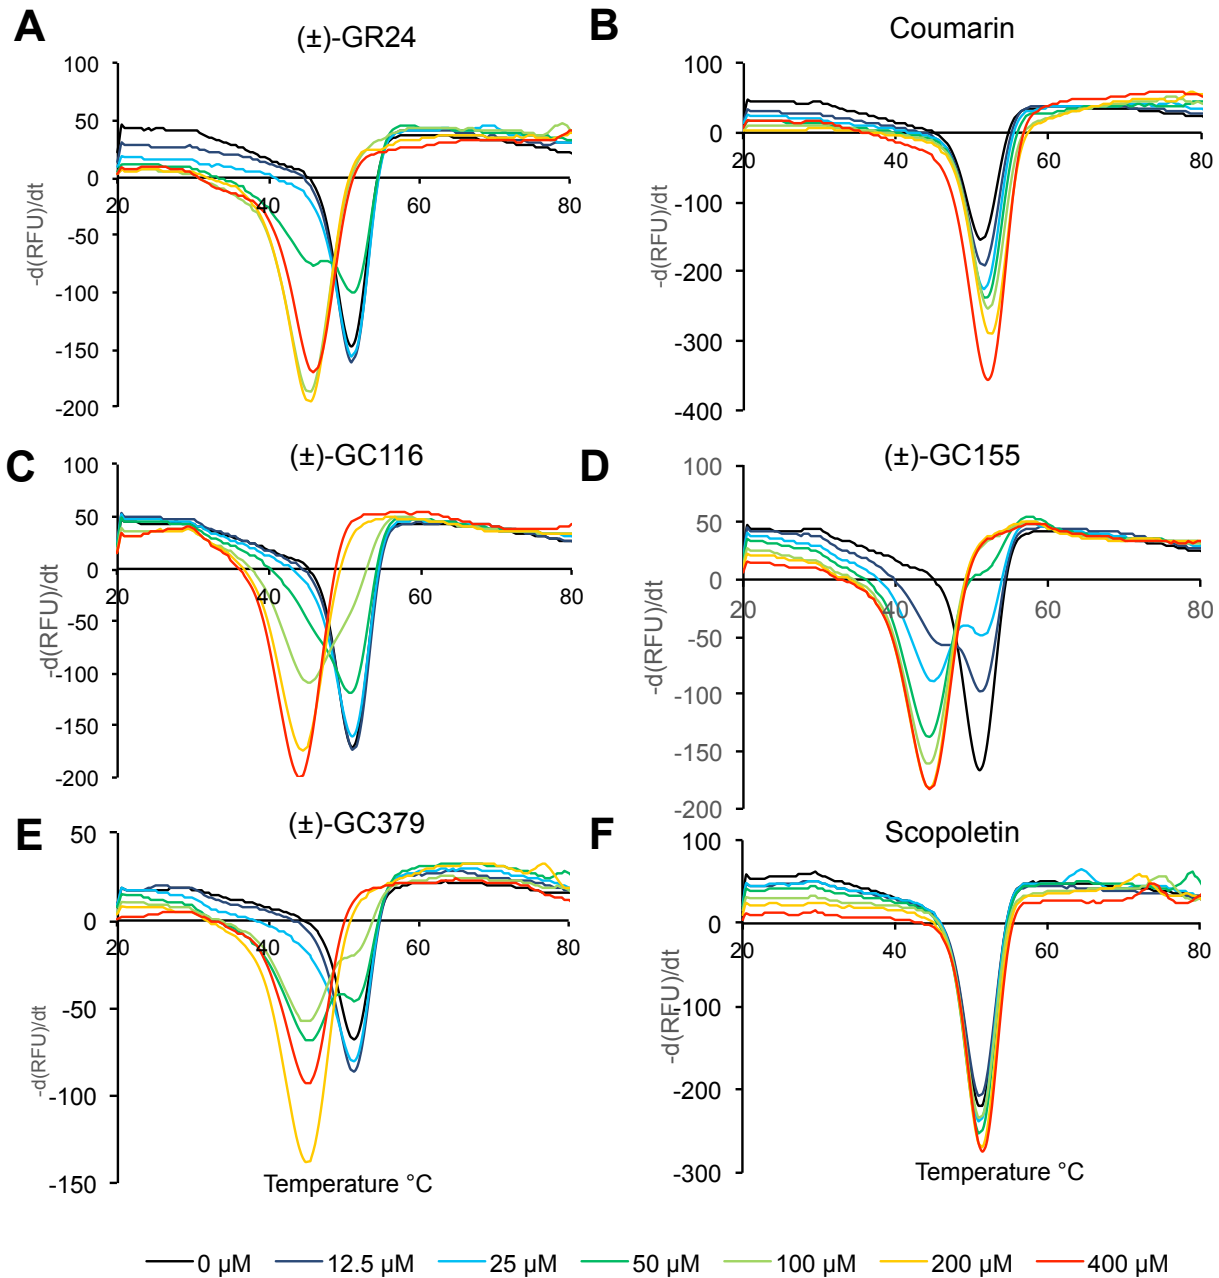 A
(±)-GR24
100
50
0
-50
-100
-150
-200
20
40
60
80
-d(RFU)/dt
B
Coumarin
100
0
-100
-200
-300
-400
20
40
60
80
-d(RFU)/dt
C
(±)-GC116
100
50
0
-50
-100
-150
-200
20
40
60
80
-d(RFU)/dt
D
(±)-GC155
100
50
0
-50
-100
-150
-200
20
40
60
80
-d(RFU)/dt
E
(±)-GC379
50
0
-50
-100
-150
20
40
60
80
-d(RFU)/dt
Temperature °C
F
Scopoletin
100
0
-100
-200
-300
20
40
60
80
-d(RFU)/dt
Temperature °C
0 µM 12.5 µM 25 µM 50 µM 100 µM 200 µM 400 µM